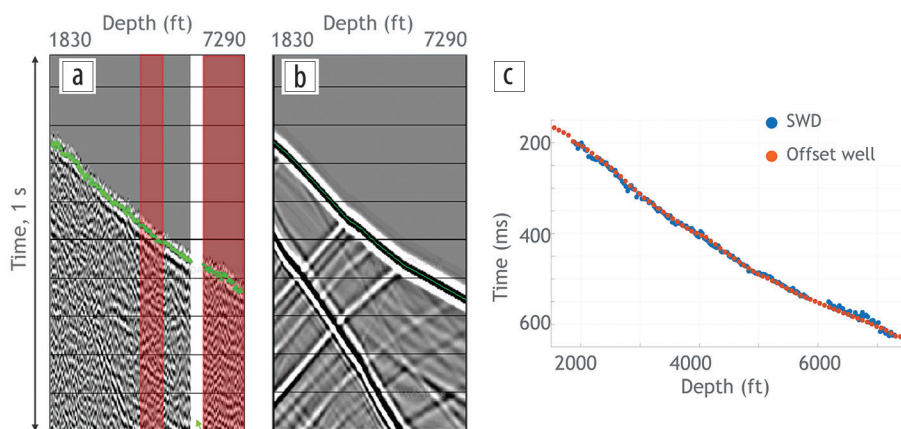 Depth (ft)
1830 7290
a
Time, 1 s
Depth (ft)
1830 7290
b
c
SWD
Offset well
200
400
600
Time (ms)
2000 4000 6000
Depth (ft)